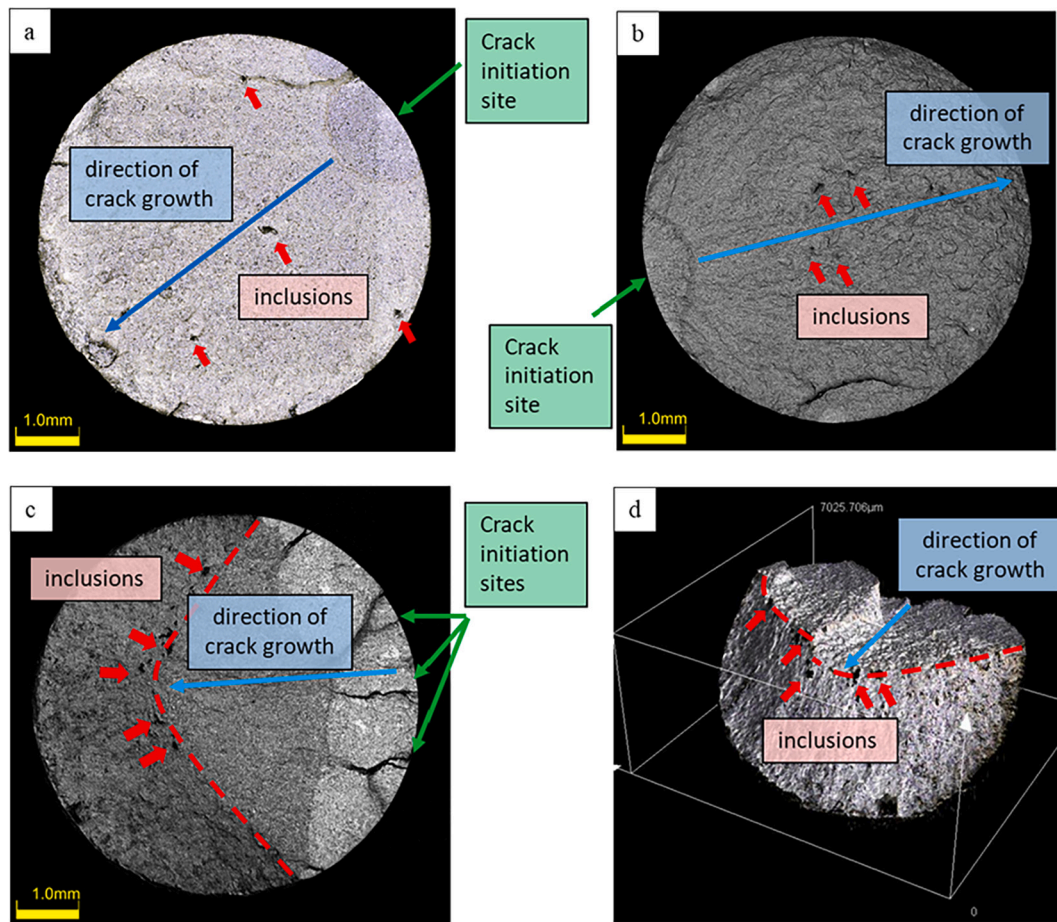 a
Crack
initiation
site
direction of
crack growth
inclusions
1.0mm
b
direction of
crack growth
inclusions
Crack
initiation
site
1.0mm
c
inclusions
direction of
crack growth
Crack
initiation
sites
1.0mm
d
7025.706μm
direction of
crack growth
inclusions
0